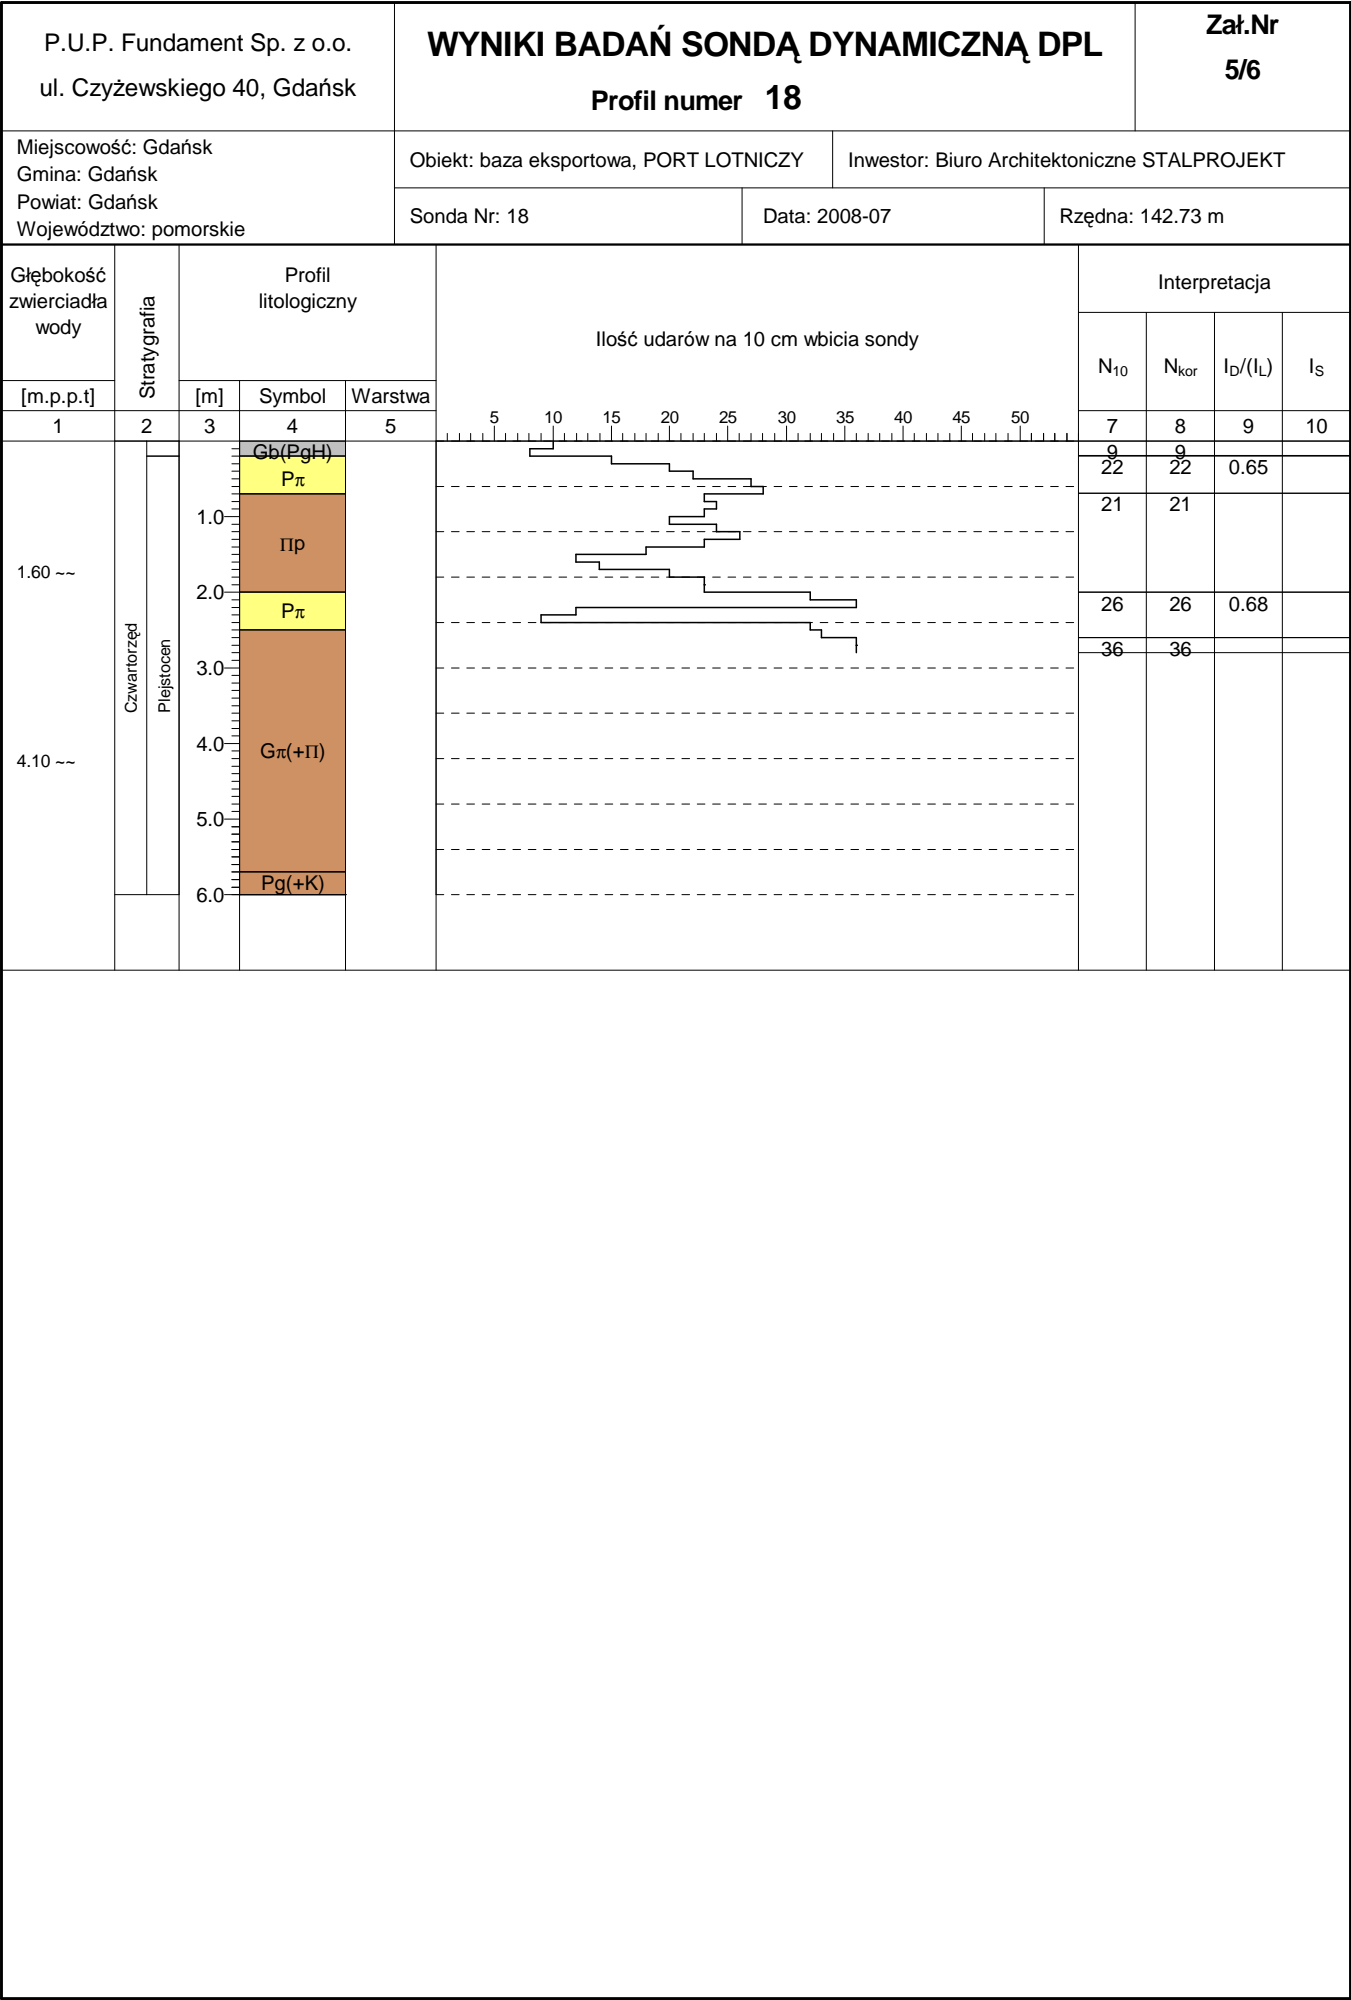 P.U.P. Fundament Sp. z o.o.
ul. Czyżewskiego 40, Gdańsk
WYNIKI BADAŃ SONDĄ DYNAMICZNĄ DPL
Profil numer 18
Zał.Nr
5/6
Miejscowość: Gdańsk
Gmina: Gdańsk
Powiat: Gdańsk
Województwo: pomorskie
Obiekt: baza eksportowa, PORT LOTNICZY
Inwestor: Biuro Architektoniczne STALPROJEKT
Sonda Nr: 18
Data: 2008-07
Rzędna: 142.73 m
Głębokość
zwierciadła
wody
[m.p.p.t]
Stratygrafia
Profil
litologiczny
[m] Symbol Warstwa
Ilość udarów na 10 cm wbicia sondy
Interpretacja
N10 Nkor ID/(IL) IS
5 10 15 20 25 30 35 40 45 50
1 2 3 4 5 7 8 9 10
Gb(PgH) 9 9
Pπ 22 22 0.65
21 21
1.0
Πp
1.60 ~~
2.0
Pπ 26 26 0.68
36 36
3.0
Czwartorzęd
Plejstocen
4.0
Gπ(+Π)
4.10 ~~
5.0
Pg(+K)
6.0